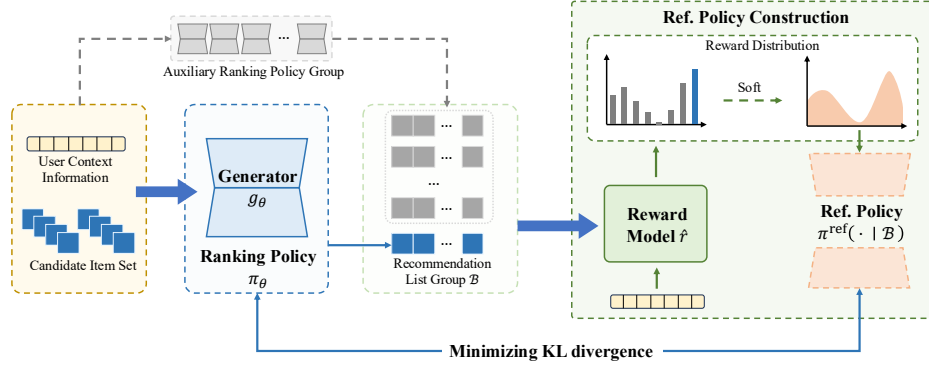 Ref. Policy Construction
Reward Distribution
Soft
...
Auxiliary Ranking Policy Group
User Context
Information
Candidate Item Set
Generator
g_θ
Ranking Policy
π_θ
...
...
...
...
...
Recommendation
List Group ℬ
Reward
Model r̂
Ref. Policy
π^ref(· | ℬ)
Minimizing KL divergence